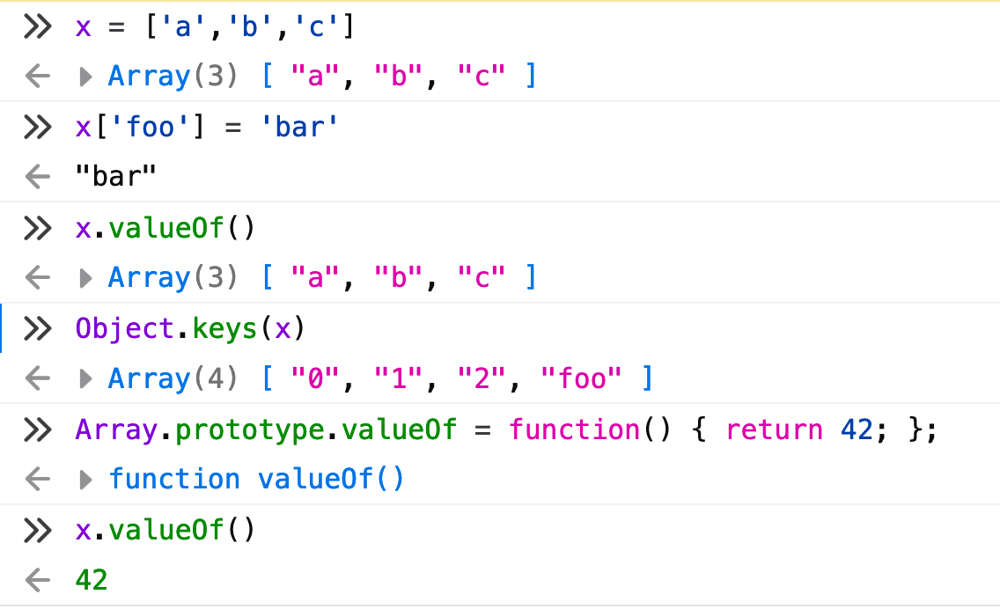 x = ['a','b','c']
Array(3) [ "a", "b", "c" ]
x['foo'] = 'bar'
"bar"
x.valueOf()
Array(3) [ "a", "b", "c" ]
Object.keys(x)
Array(4) [ "0", "1", "2", "foo" ]
Array.prototype.valueOf = function() { return 42; };
function valueOf()
x.valueOf()
42